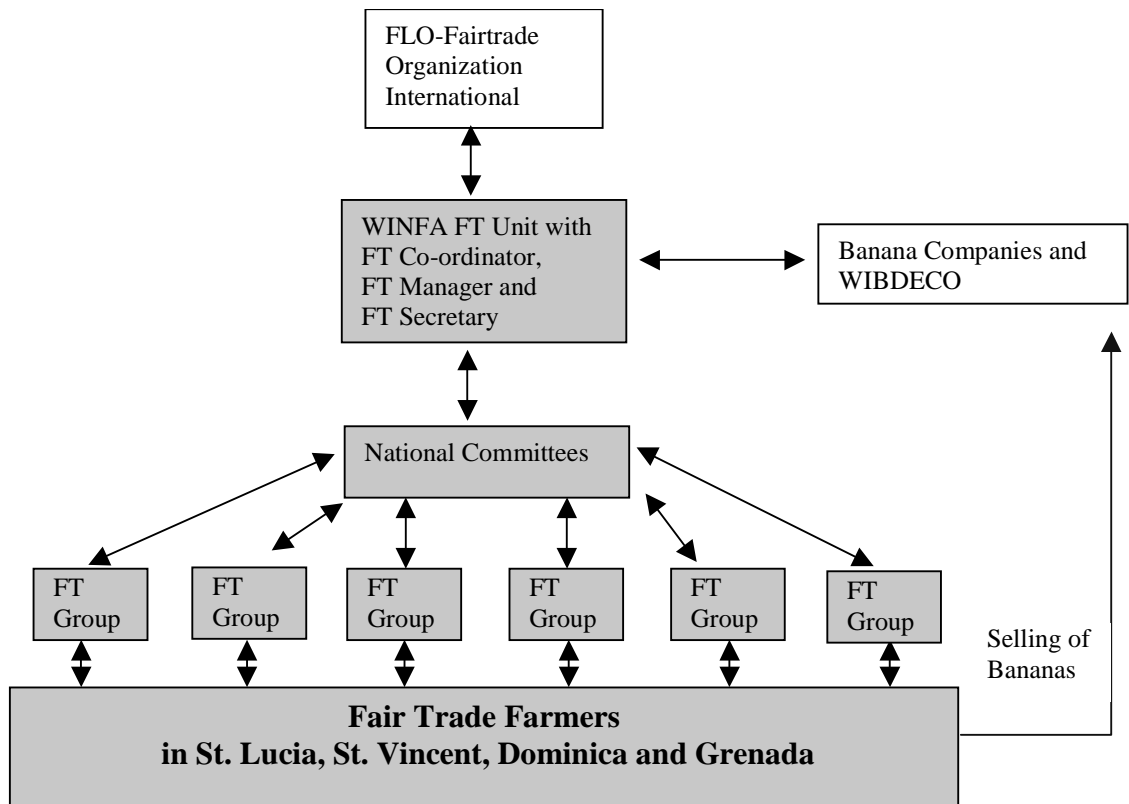 FLO-Fairtrade
Organization
International
WINFA FT Unit with
FT Co-ordinator,
FT Manager and
FT Secretary
Banana Companies and
WIBDECO
National Committees
FT
Group
FT
Group
FT
Group
FT
Group
FT
Group
FT
Group
Selling of
Bananas
Fair Trade Farmers
in St. Lucia, St. Vincent, Dominica and Grenada